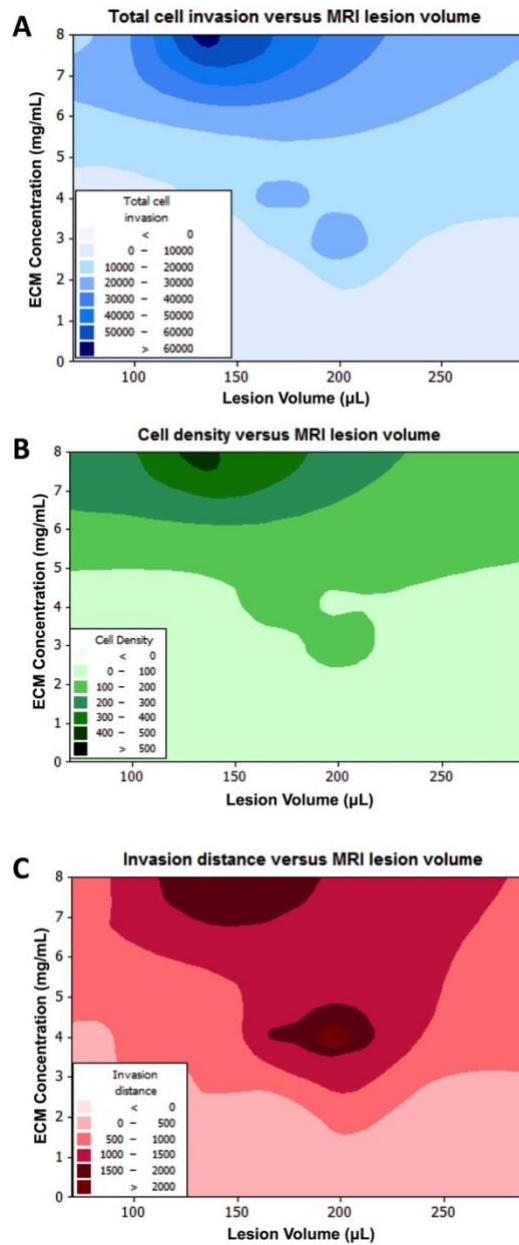 A
Total cell invasion versus MRI lesion volume
ECM Concentration (mg/mL)
8
7
6
5
4
3
2
1
0
Total cell
invasion
< 0
0 – 10000
10000 – 20000
20000 – 30000
30000 – 40000
40000 – 50000
50000 – 60000
> 60000
100 150 200 250
Lesion Volume (µL)
B
Cell density versus MRI lesion volume
ECM Concentration (mg/mL)
8
7
6
5
4
3
2
1
0
Cell Density
< 0
0 – 100
100 – 200
200 – 300
300 – 400
400 – 500
> 500
100 150 200 250
Lesion Volume (µL)
C
Invasion distance versus MRI lesion volume
ECM Concentration (mg/mL)
8
7
6
5
4
3
2
1
0
Invasion
distance
< 0
0 – 500
500 – 1000
1000 – 1500
1500 – 2000
> 2000
100 150 200 250
Lesion Volume (µL)